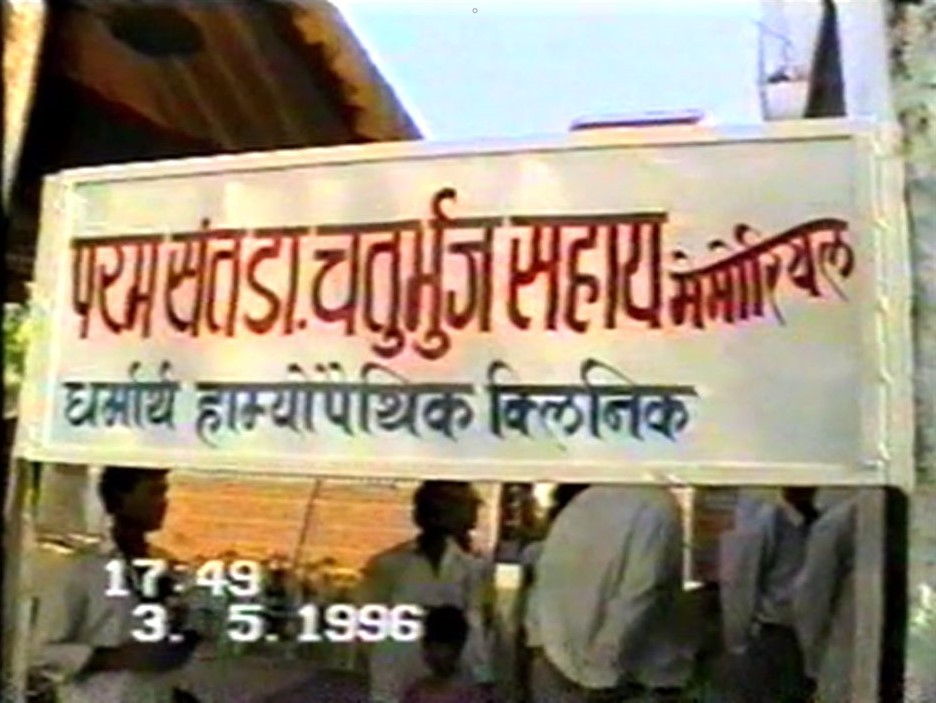 परम संत डा. चतुर्भुज सहाय मेमोरियल
धर्मार्थ हाम्योपैथिक क्लिनिक
17:49
3. 5. 1996